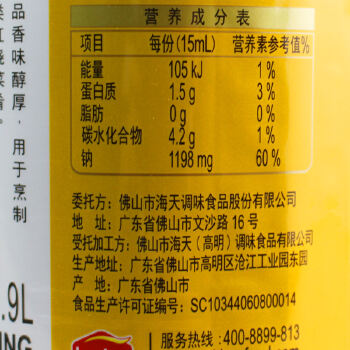 品香味醇厚，用于烹制
类红烧菜肴。
.9L
营养成分表
项目 每份(15mL) 营养素参考值%
能量 105 kJ 1%
蛋白质 1.5 g 3%
脂肪 0 g 0%
碳水化合物 4.2 g 1%
钠 1198 mg 60%
委托方：佛山市海天调味食品股份有限公司
地 址：广东省佛山市文沙路16号
受托加工方：佛山市海天（高明）调味食品有限公司
生产地址：广东省佛山市高明区沧江工业园东园
产 地：广东省佛山市
食品生产许可证编号：SC10344060800014
服务热线：400-8899-813